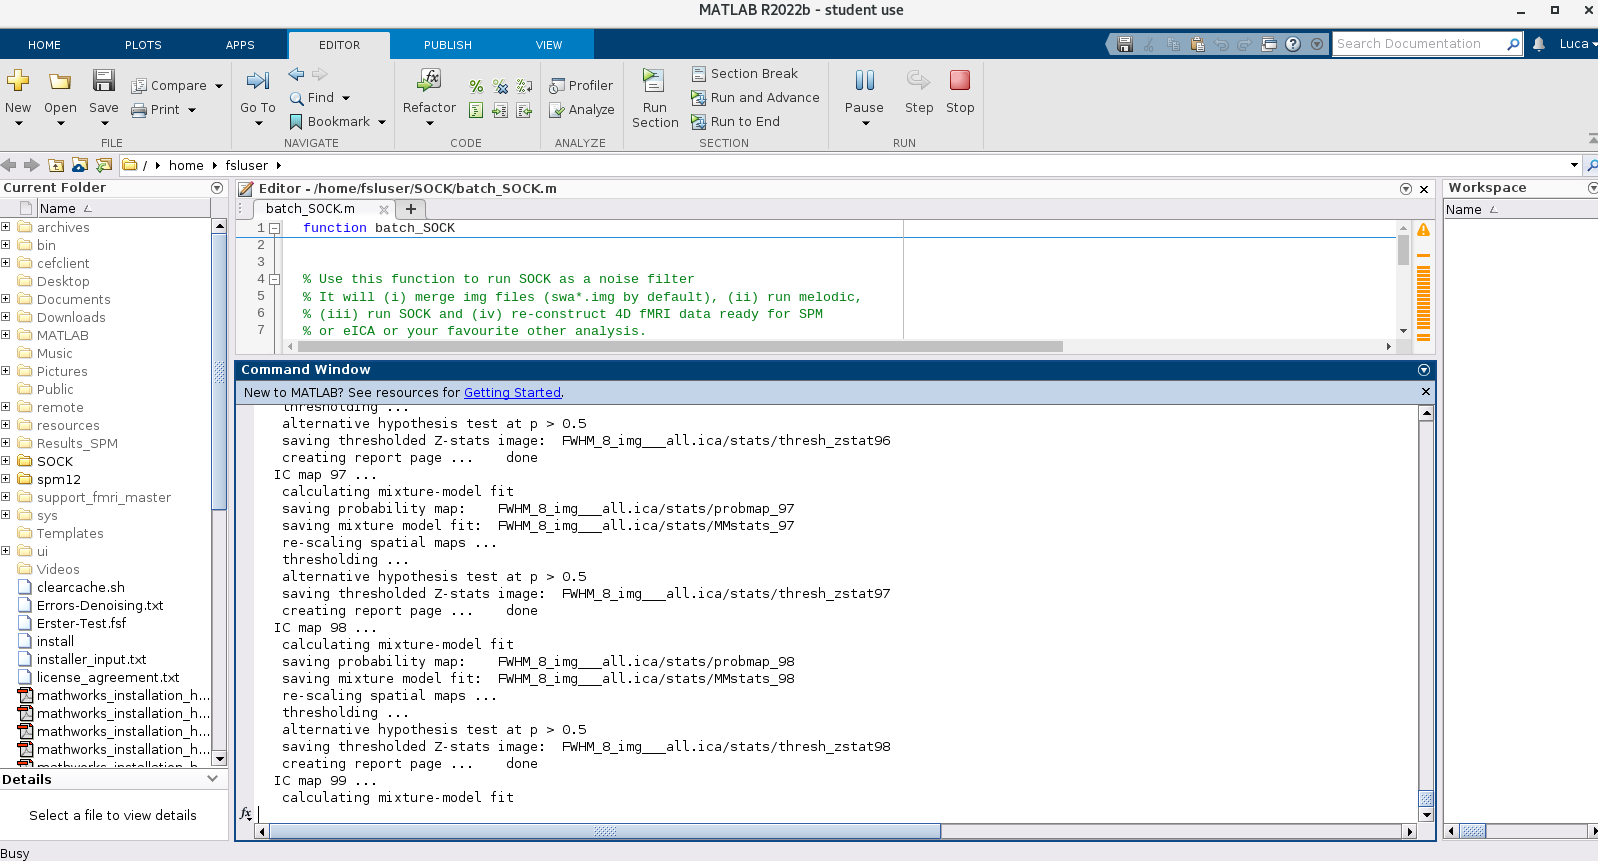 MATLAB R2022b - student use
HOME PLOTS APPS EDITOR PUBLISH VIEW
Search Documentation
Luca
New Open Save Compare Print
FILE
Go To Find Bookmark
NAVIGATE
Refactor
CODE
Profiler
Analyze
ANALYZE
Run Section
Section Break
Run and Advance
Run to End
SECTION
Pause Step Stop
RUN
/ home fsluser
Current Folder
Name
archives
bin
cefclient
Desktop
Documents
Downloads
MATLAB
Music
Pictures
Public
remote
resources
Results_SPM
SOCK
spm12
support_fmri_master
sys
Templates
ui
Videos
clearcache.sh
Errors-Denoising.txt
Erster-Test.fsf
install
installer_input.txt
license_agreement.txt
mathworks_installation_h...
mathworks_installation_h...
mathworks_installation_h...
mathworks_installation_h...
mathworks_installation_h...
Details
Select a file to view details
Busy
Editor - /home/fsluser/SOCK/batch_SOCK.m
batch_SOCK.m
1 function batch_SOCK
2
3
4 % Use this function to run SOCK as a noise filter
5 % It will (i) merge img files (swa*.img by default), (ii) run melodic,
6 % (iii) run SOCK and (iv) re-construct 4D fMRI data ready for SPM
7 % or eICA or your favourite other analysis.
Command Window
New to MATLAB? See resources for Getting Started.
thresholding ...
alternative hypothesis test at p > 0.5
saving thresholded Z-stats image: FWHM_8_img___all.ica/stats/thresh_zstat96
creating report page ... done
IC map 97 ...
calculating mixture-model fit
saving probability map: FWHM_8_img___all.ica/stats/probmap_97
saving mixture model fit: FWHM_8_img___all.ica/stats/MMstats_97
re-scaling spatial maps ...
thresholding ...
alternative hypothesis test at p > 0.5
saving thresholded Z-stats image: FWHM_8_img___all.ica/stats/thresh_zstat97
creating report page ... done
IC map 98 ...
calculating mixture-model fit
saving probability map: FWHM_8_img___all.ica/stats/probmap_98
saving mixture model fit: FWHM_8_img___all.ica/stats/MMstats_98
re-scaling spatial maps ...
thresholding ...
alternative hypothesis test at p > 0.5
saving thresholded Z-stats image: FWHM_8_img___all.ica/stats/thresh_zstat98
creating report page ... done
IC map 99 ...
calculating mixture-model fit
fx
Workspace
Name